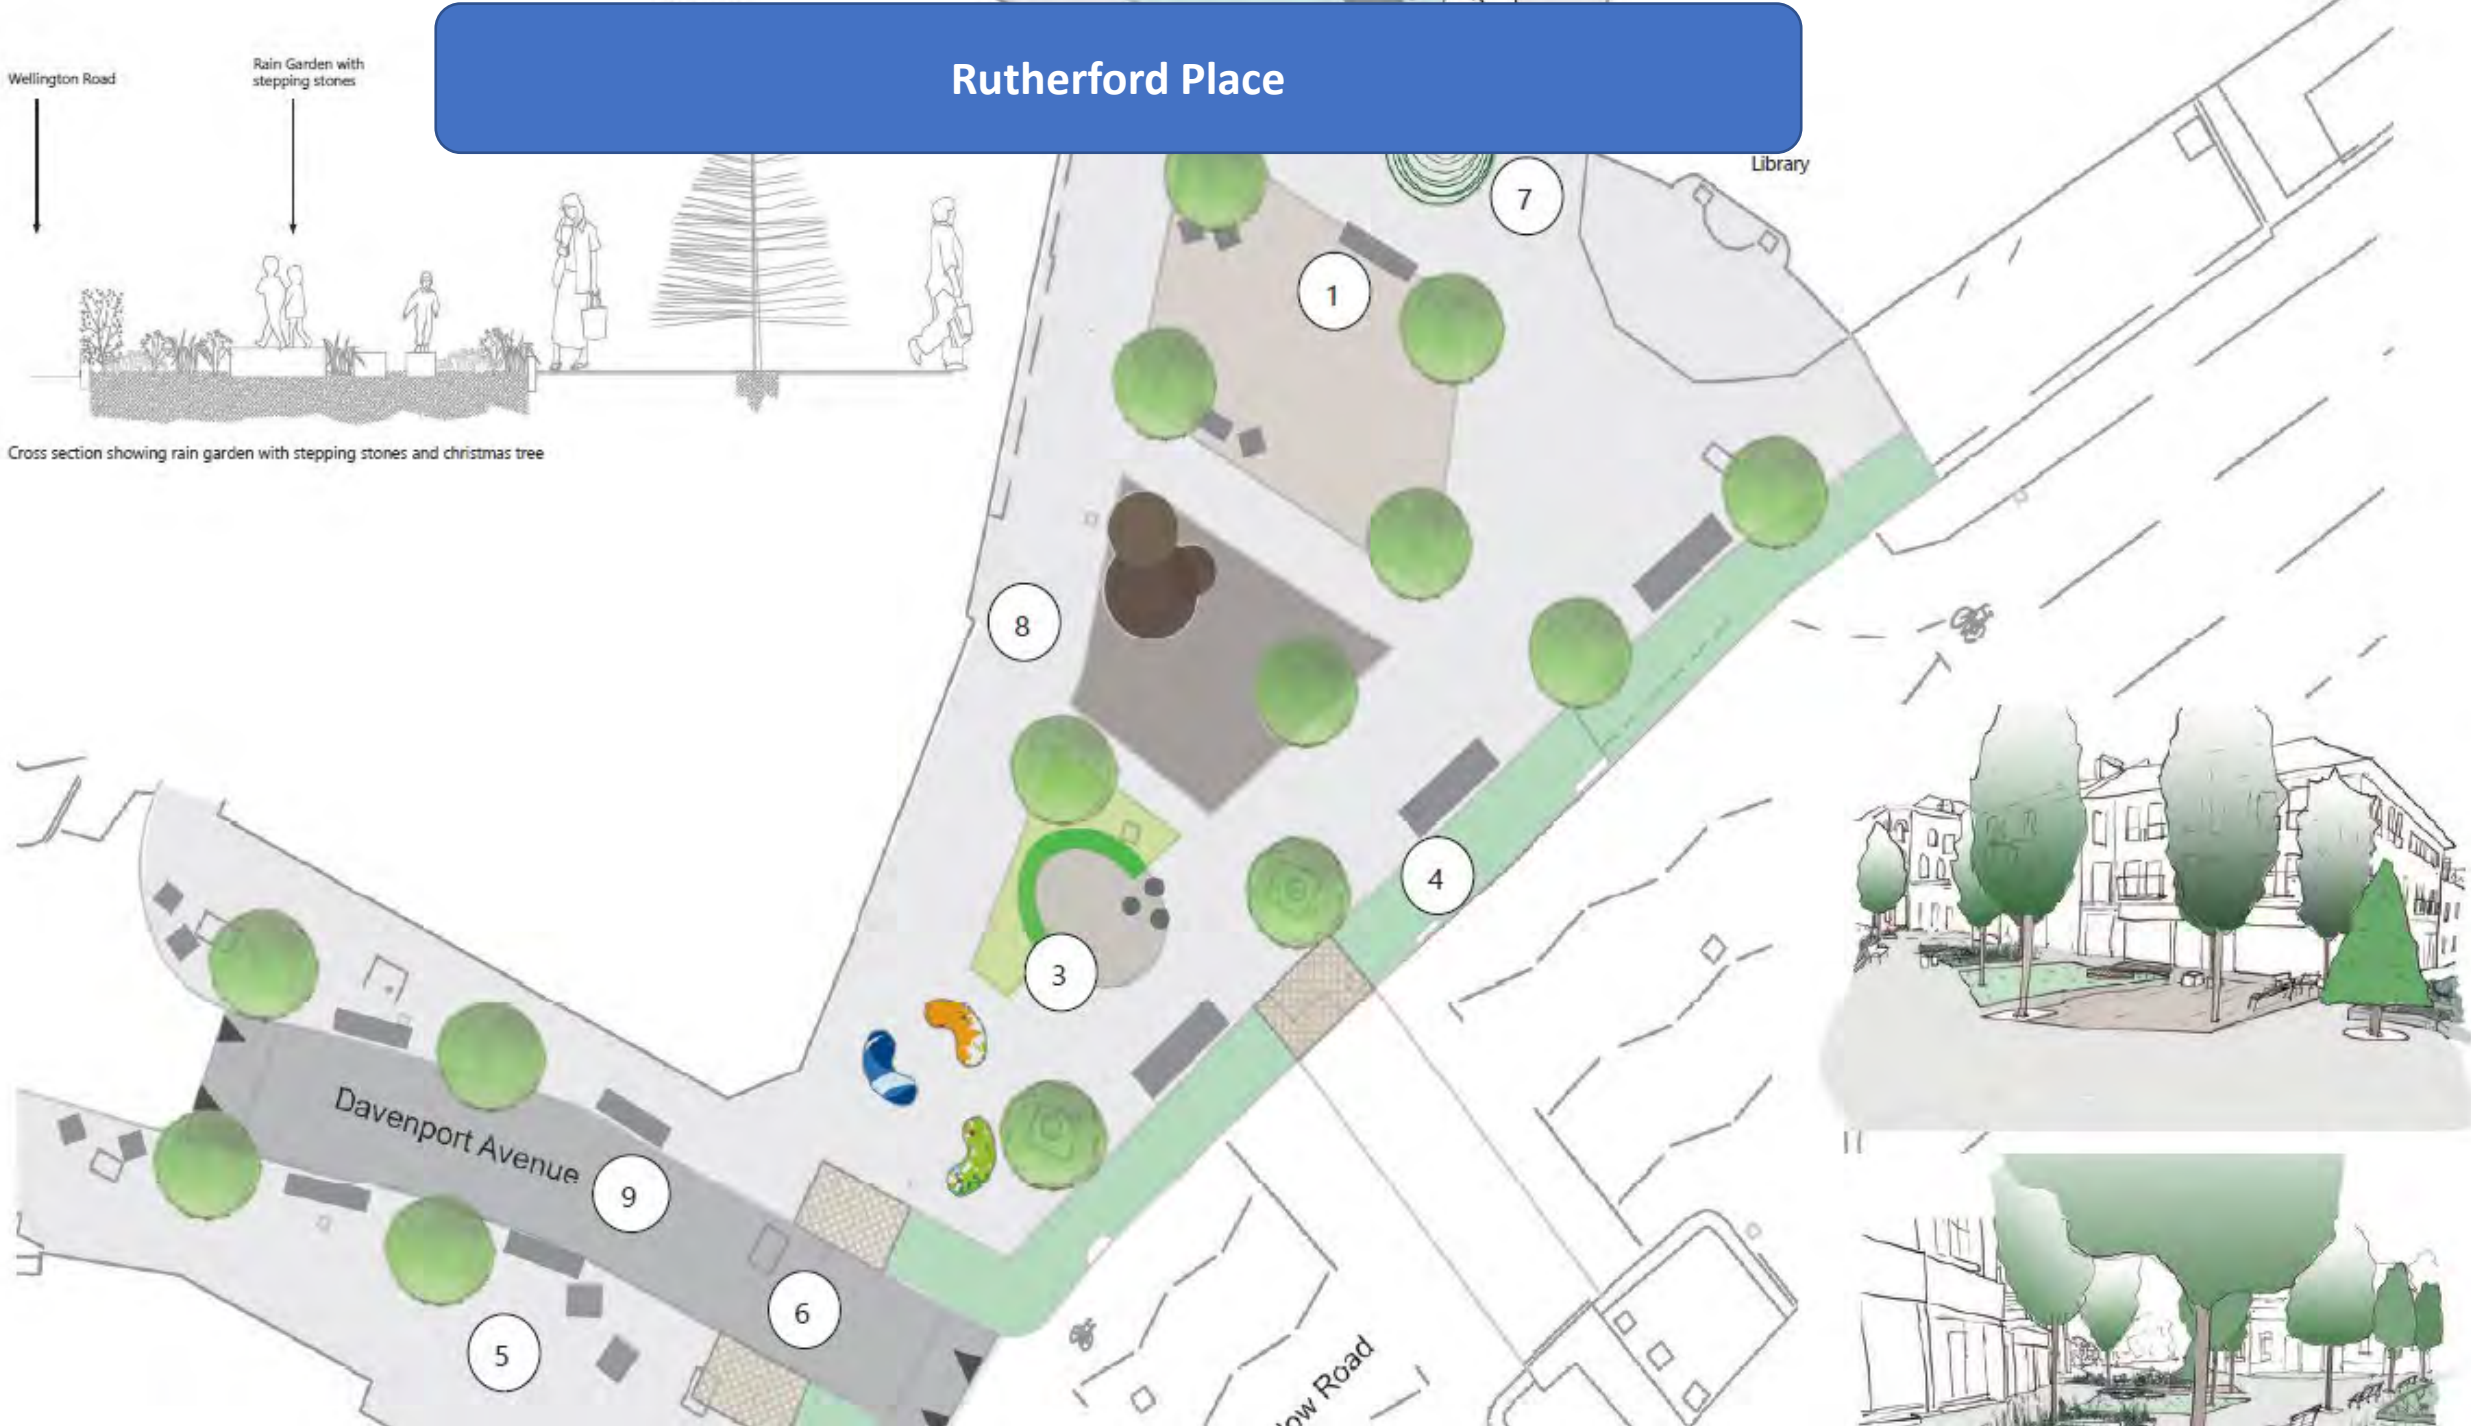 Rutherford Place
Wellington Road
Rain Garden with
stepping stones
Cross section showing rain garden with stepping stones and christmas tree
Library
7
1
8
4
3
Davenport Avenue
9
6
5
Road